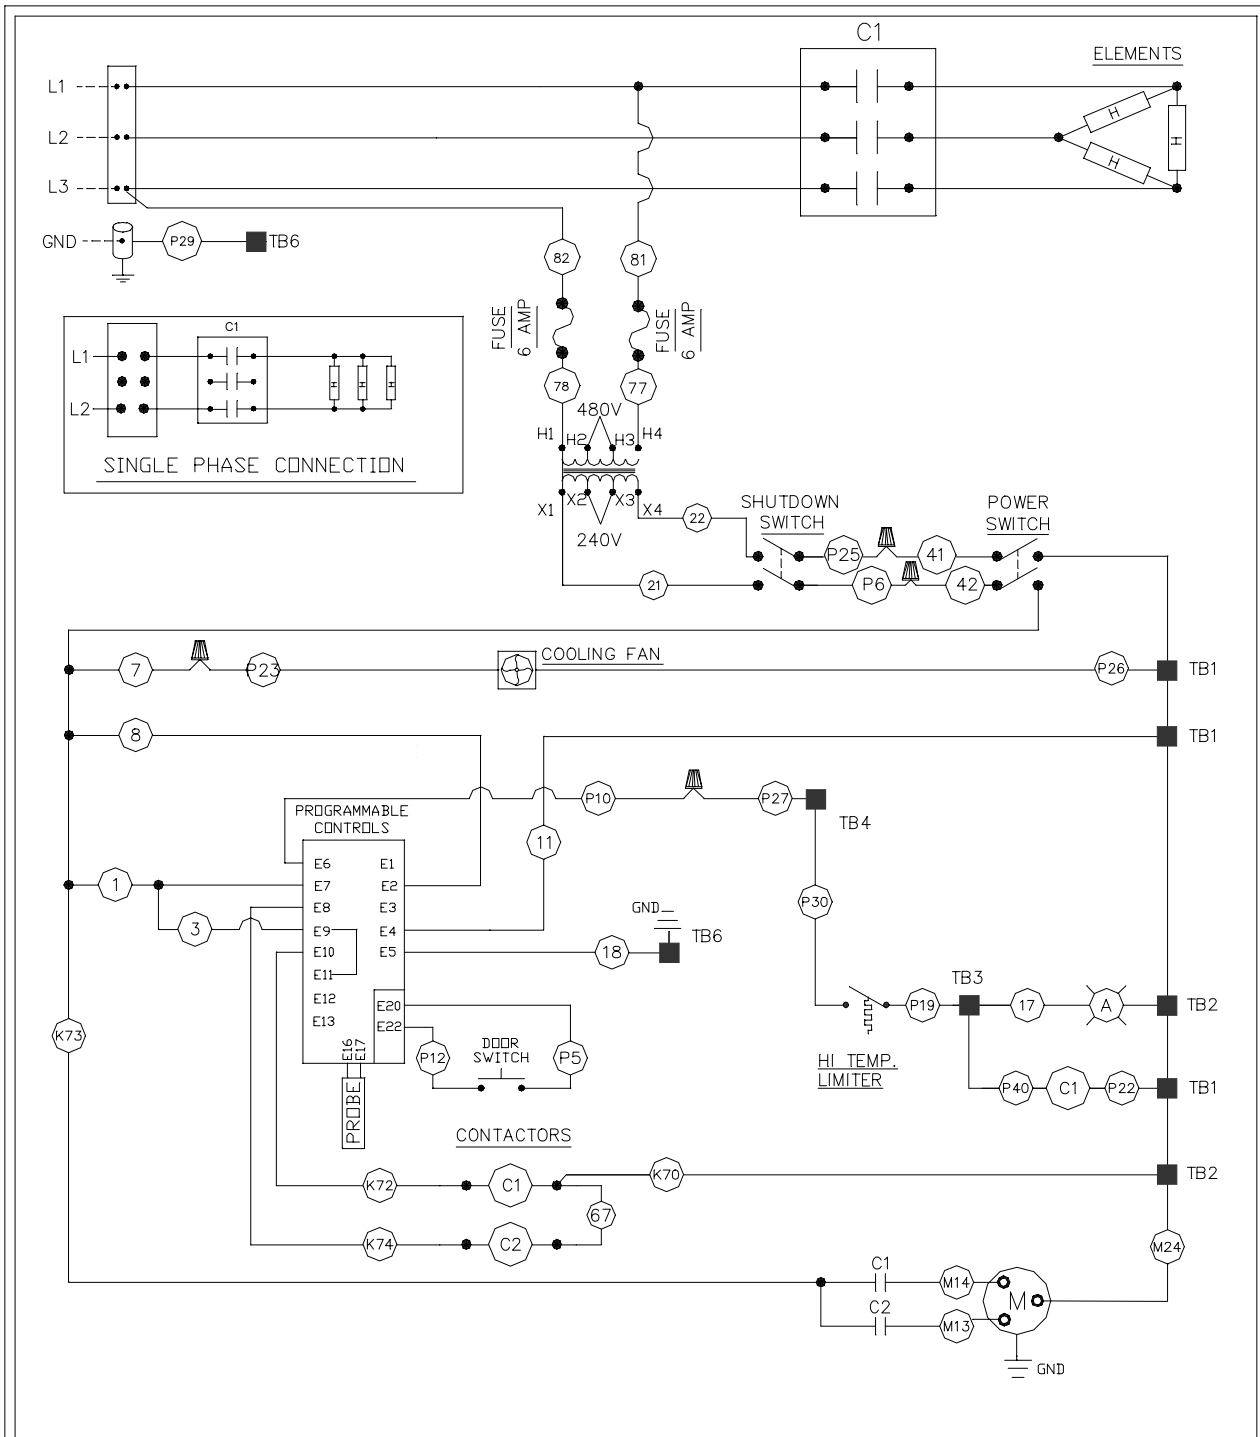 C1
ELEMENTS
L1
L2
L3
H
H
H
GND
P29
TB6
82
81
FUSE
6 AMP
FUSE
6 AMP
78
77
C1
L1
L2
H
H
H
SINGLE PHASE CONNECTION
480V
H1
H2
H3
H4
X1
X2
X3
X4
240V
22
21
SHUTDOWN
SWITCH
POWER
SWITCH
P25
41
P6
42
7
P23
COOLING FAN
P26
TB1
8
TB1
PROGRAMMABLE
CONTROLS
P10
P27
TB4
11
E6
E1
E7
E2
E8
E3
E9
E4
E10
E5
E11
E12
E13
E20
E22
E16
E17
PROBE
1
3
GND
18
TB6
P30
K73
P12
DOOR
SWITCH
P5
HI TEMP.
LIMITER
P19
TB3
17
A
TB2
P40
C1
P22
TB1
CONTACTORS
K72
C1
K70
TB2
67
K74
C2
M24
C1
M14
C2
M13
M
GND